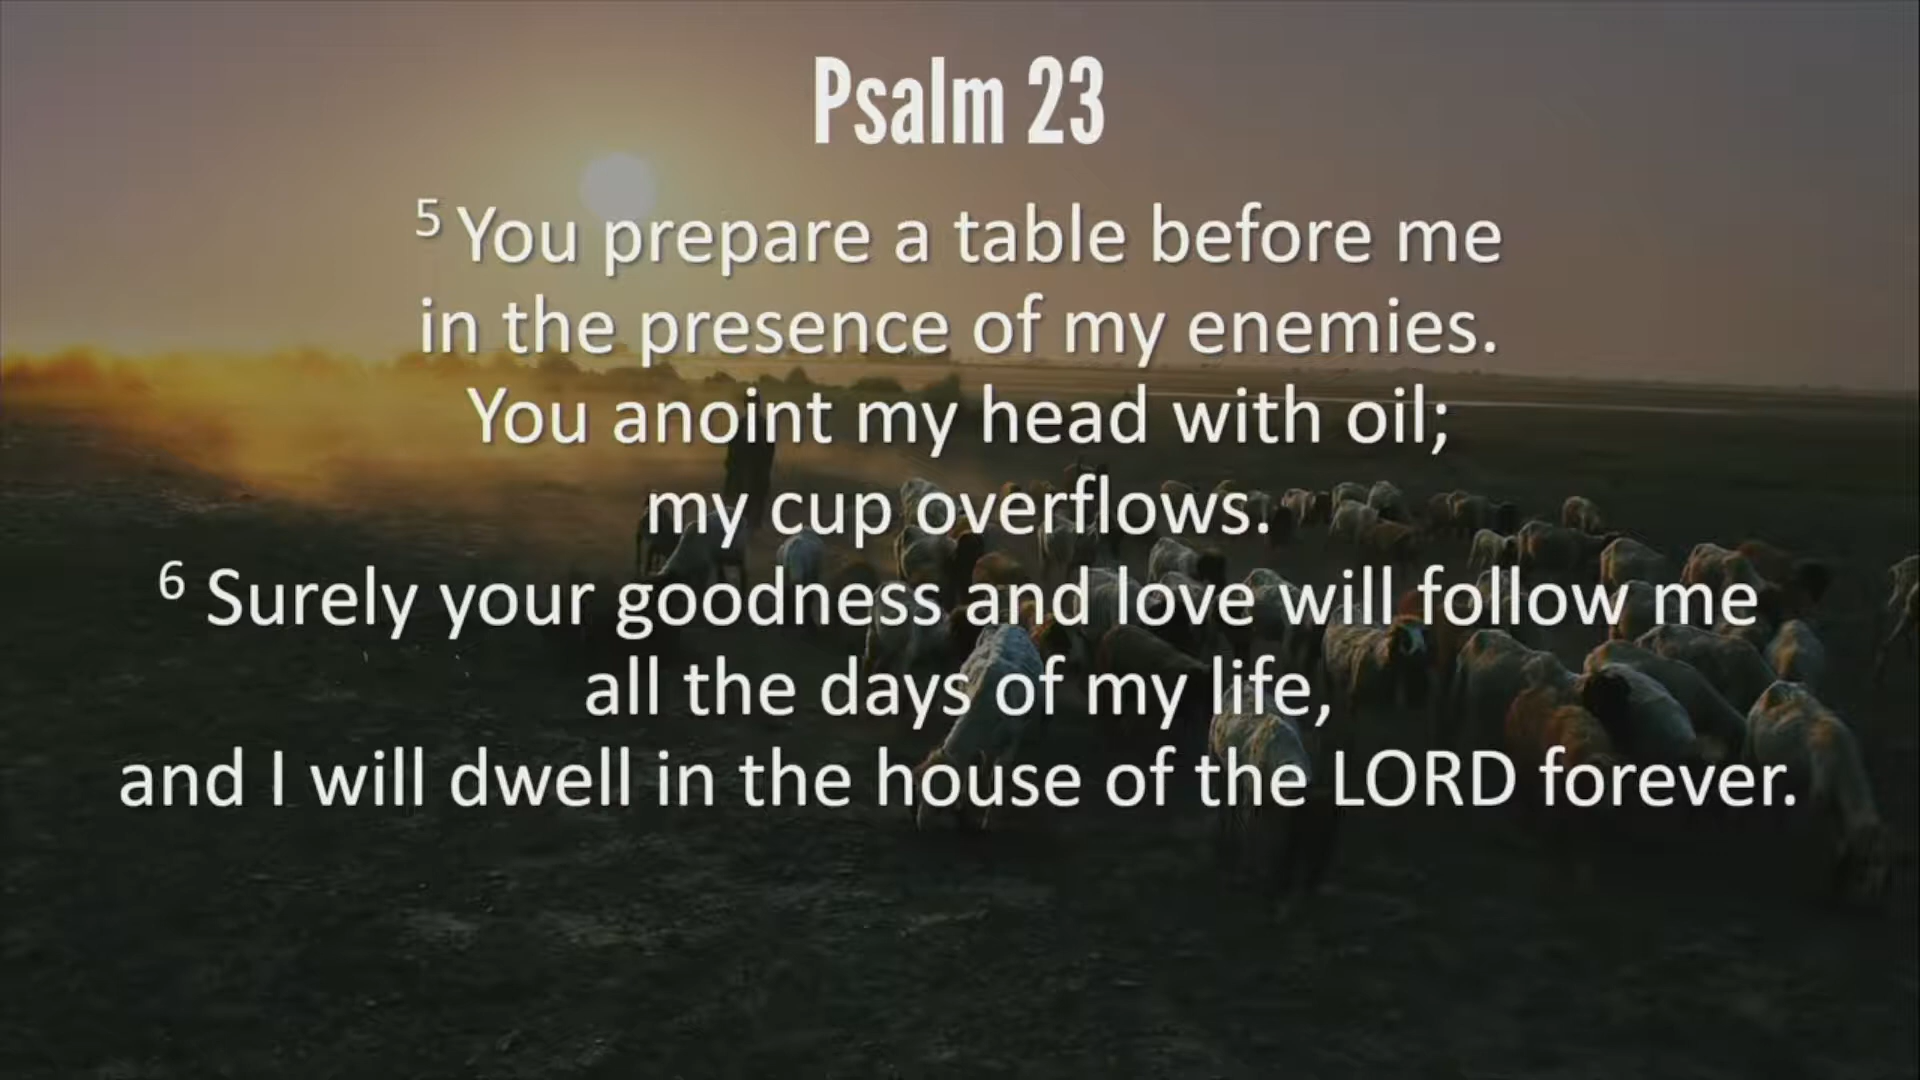 Psalm 23
5 You prepare a table before me
in the presence of my enemies.
You anoint my head with oil;
my cup overflows.
6 Surely your goodness and love will follow me
all the days of my life,
and I will dwell in the house of the LORD forever.